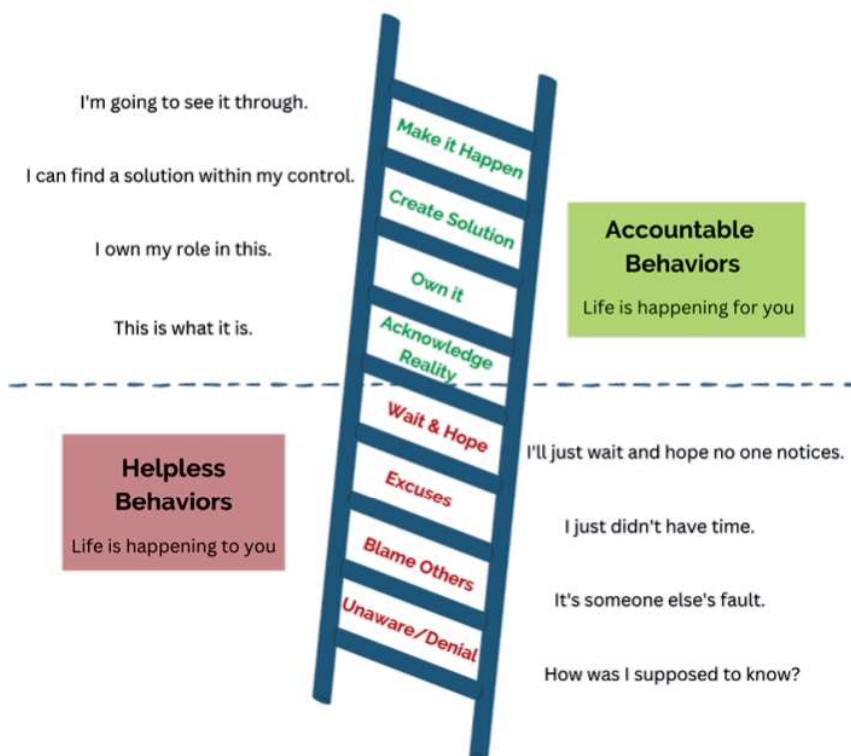 I'm going to see it through.
Make it Happen
I can find a solution within my control.
Create Solution
I own my role in this.
Own it
This is what it is.
Acknowledge
Reality
Accountable
Behaviors
Life is happening for you
Helpless
Behaviors
Life is happening to you
Wait & Hope
I'll just wait and hope no one notices.
Excuses
I just didn't have time.
Blame Others
It's someone else's fault.
Unaware/Denial
How was I supposed to know?